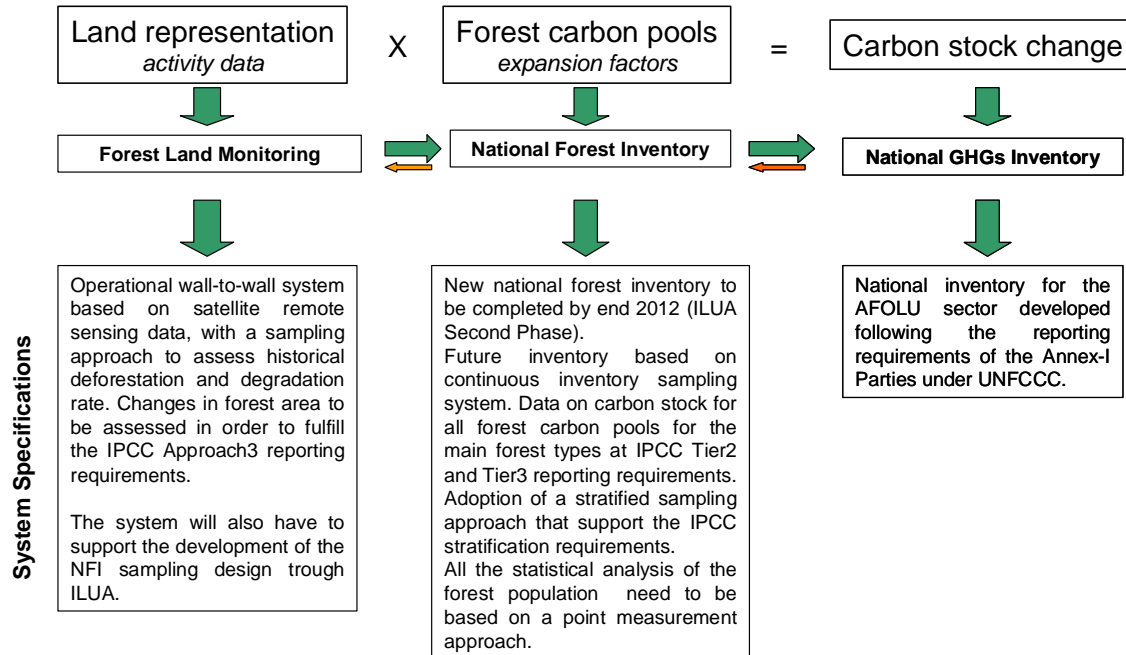 Land representation
activity data
X
Forest carbon pools
expansion factors
=
Carbon stock change
Forest Land Monitoring
National Forest Inventory
National GHGs Inventory
System Specifications
Operational wall-to-wall system
based on satellite remote
sensing data, with a sampling
approach to assess historical
deforestation and degradation
rate. Changes in forest area to
be assessed in order to fulfill
the IPCC Approach3 reporting
requirements.
The system will also have to
support the development of the
NFI sampling design trough
ILUA.
New national forest inventory to
be completed by end 2012 (ILUA
Second Phase).
Future inventory based on
continuous inventory sampling
system. Data on carbon stock for
all forest carbon pools for the
main forest types at IPCC Tier2
and Tier3 reporting requirements.
Adoption of a stratified sampling
approach that support the IPCC
stratification requirements.
All the statistical analysis of the
forest population need to be
based on a point measurement
approach.
National inventory for the
AFOLU sector developed
following the reporting
requirements of the Annex-I
Parties under UNFCCC.